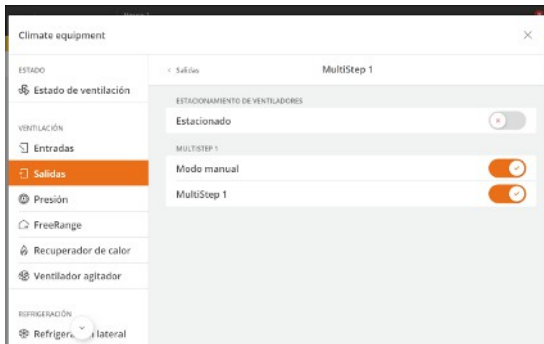 Climate equipment
ESTADO
Estado de ventilación
VENTILACIÓN
Entradas
Salidas
Presión
FreeRange
Recuperador de calor
Ventilador agitador
REFRIGERACIÓN
lateral
Salidas
MultiStep 1
ESTACIONAMIENTO DE VENTILADORES
Estacionado
MULTISTEP 1
Modo manual
MultiStep 1